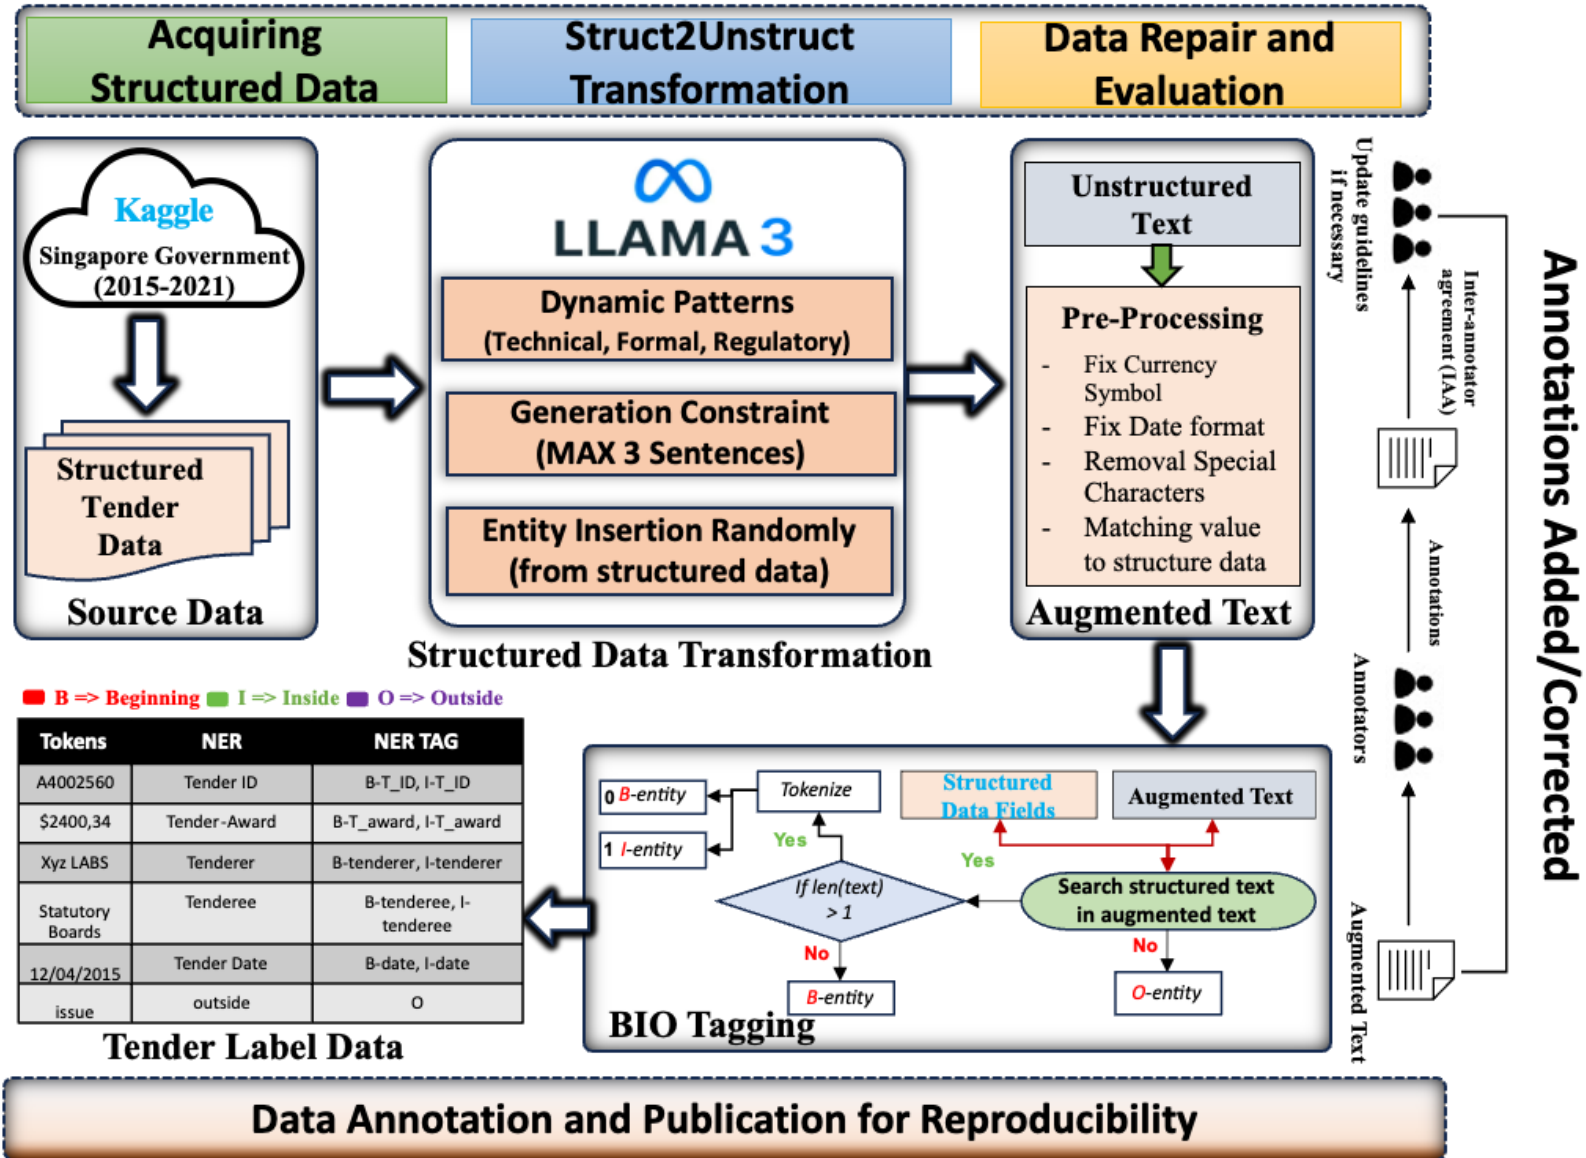 Acquiring
Structured Data
Struct2Unstruct
Transformation
Data Repair and
Evaluation
Kaggle
Singapore Government
(2015-2021)
Structured
Tender
Data
Source Data
LLAMA 3
Dynamic Patterns
(Technical, Formal, Regulatory)
Generation Constraint
(MAX 3 Sentences)
Entity Insertion Randomly
(from structured data)
Structured Data Transformation
Unstructured
Text
Pre-Processing
- Fix Currency
Symbol
- Fix Date format
- Removal Special
Characters
- Matching value
to structure data
Augmented Text
Update guidelines
if necessary
Inter-annotator
agreement (IAA)
Annotations
Annotators
Augmented Text
Annotations Added/Corrected
B => Beginning I => Inside O => Outside
Tokens NER NER TAG
A4002560 Tender ID B-T_ID, I-T_ID
$2400,34 Tender-Award B-T_award, I-T_award
Xyz LABS Tenderer B-tenderer, I-tenderer
Statutory
Boards
Tenderee
B-tenderee, I-
tenderee
12/04/2015 Tender Date B-date, I-date
issue outside O
Tender Label Data
0 B-entity
1 I-entity
Tokenize
Yes
If len(text)
> 1
No
B-entity
Structured
Data Fields
Augmented Text
Yes
Search structured text
in augmented text
No
O-entity
BIO Tagging
Data Annotation and Publication for Reproducibility